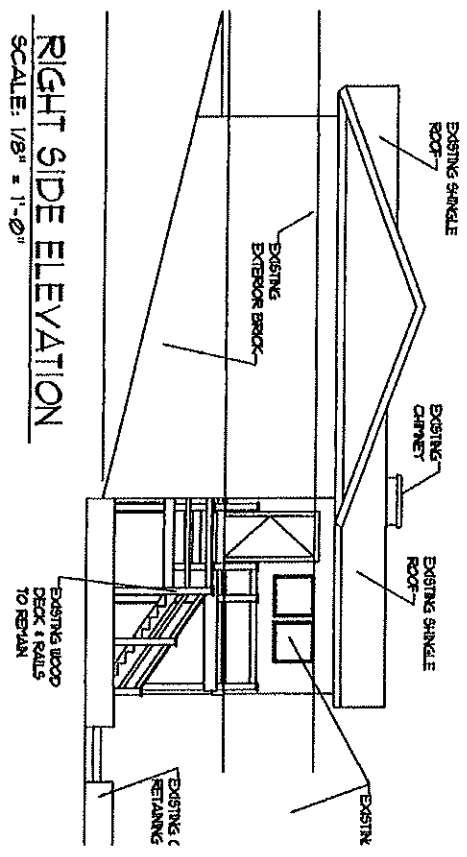 EXISTING SHINGLE
ROOF
EXISTING
CHIMNEY
EXISTING SHINGLE
ROOF
EXISTING
EXTERIOR BRICK
EXISTING
EXISTING WOOD
DECK & RAILS
TO REMAIN
EXISTING C
RETAINING
RIGHT SIDE ELEVATION
SCALE: 1/8" = 1'-0"